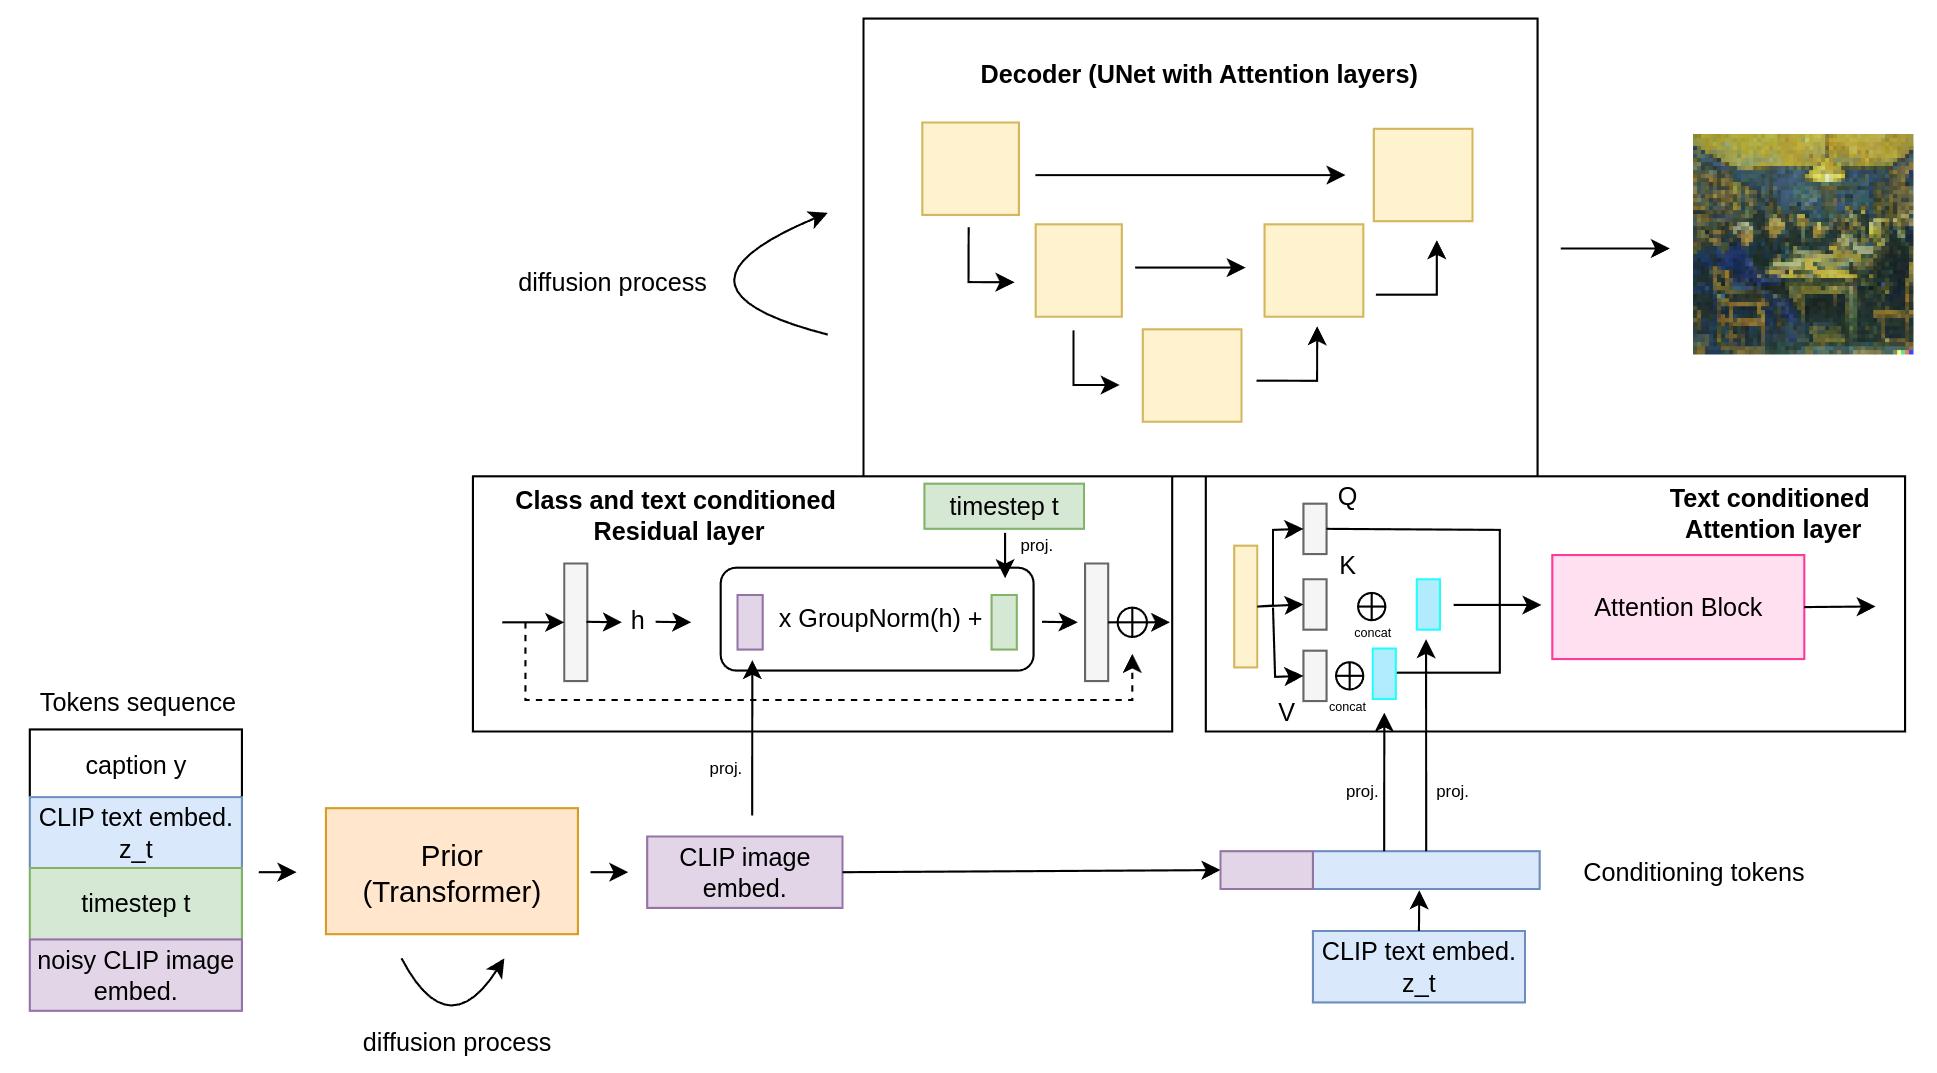 Decoder (UNet with Attention layers)
diffusion process
Class and text conditioned
Residual layer
timestep t
proj.
h
x GroupNorm(h) +
Text conditioned
Attention layer
Q
K
concat
V
concat
Attention Block
Tokens sequence
caption y
CLIP text embed.
z_t
timestep t
noisy CLIP image
embed.
Prior
(Transformer)
diffusion process
proj.
CLIP image
embed.
proj.
proj.
Conditioning tokens
CLIP text embed.
z_t